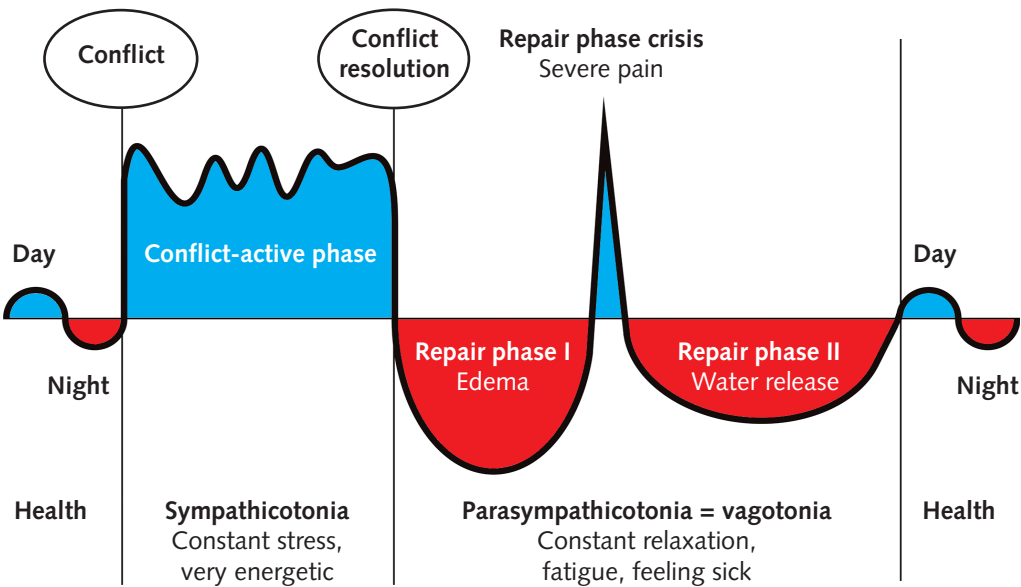 Conflict
Conflict
resolution
Repair phase crisis
Severe pain
Day
Conflict-active phase
Day
Repair phase I
Edema
Repair phase II
Water release
Night
Night
Health
Sympathicotonia
Constant stress,
very energetic
Parasympathicotonia = vagotonia
Constant relaxation,
fatigue, feeling sick
Health